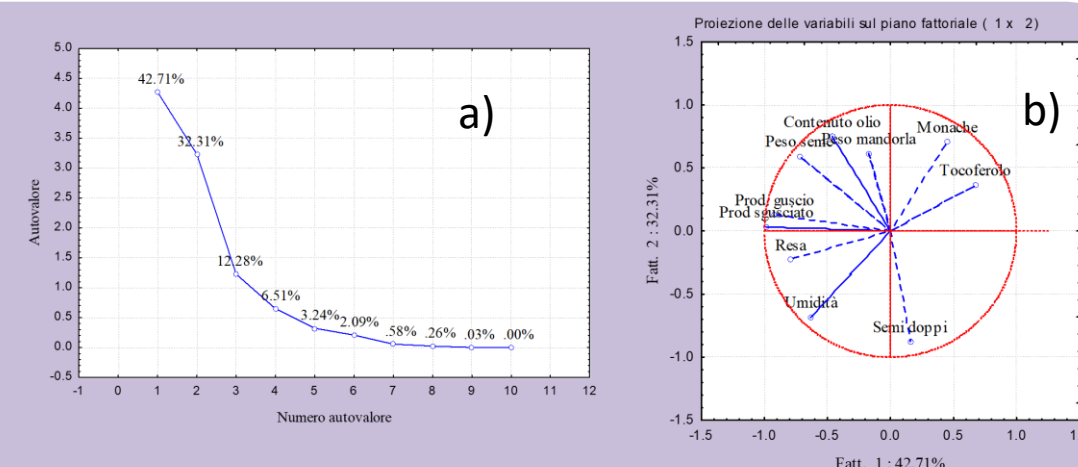 5.0
4.5
4.0
3.5
3.0
2.5
2.0
1.5
1.0
0.5
0.0
-0.5
Autovalore
42.71%
32.31%
12.28%
6.51%
3.24%
2.09%
.58%
.26%
.03%
.00%
a)
-1 0 1 2 3 4 5 6 7 8 9 10 11 12
Numero autovalore
Proiezione delle variabili sul piano fattoriale ( 1 x 2)
1.5
1.0
0.5
0.0
-0.5
-1.0
-1.5
Fatt. 2 : 32.31%
b)
Contenuto olio
Monache
Peso seme
Peso mandorla
Tocoferolo
Prod. guscio
Prod sgusciato
Resa
Umidità
Semi doppi
-1.5 -1.0 -0.5 0.0 0.5 1.0
Fatt. 1 : 42.71%